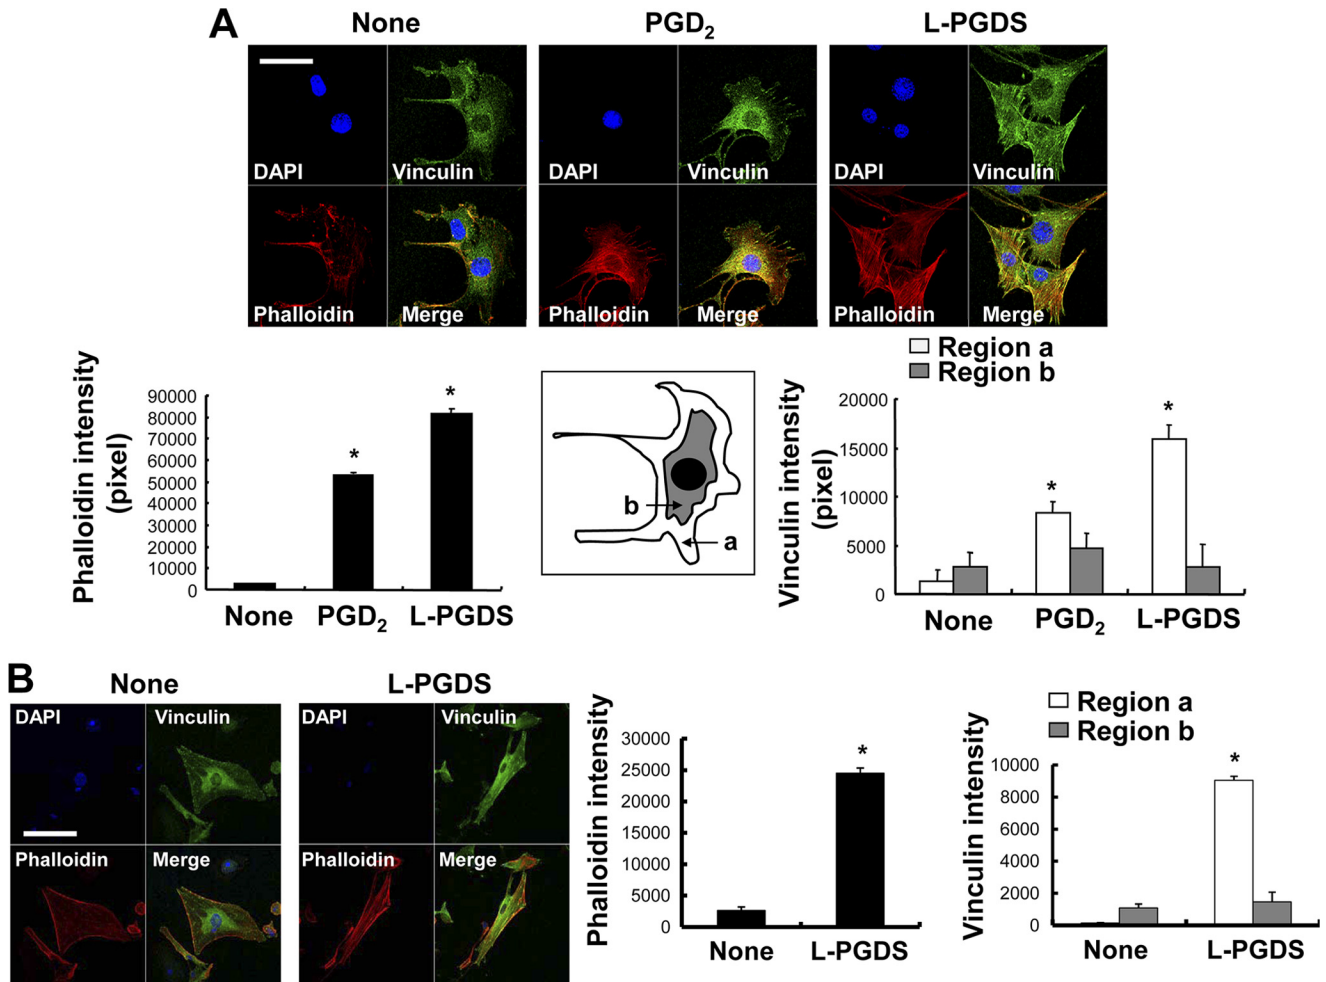 A
None
PGD2
L-PGDS
DAPI
Vinculin
DAPI
Vinculin
DAPI
Vinculin
Phalloidin
Merge
Phalloidin
Merge
Phalloidin
Merge
Phalloidin intensity
(pixel)
90000
80000
70000
60000
50000
40000
30000
20000
10000
0
*
*
None
PGD2
L-PGDS
b
a
Region a
Region b
Vinculin intensity
(pixel)
20000
15000
10000
5000
0
*
*
None
PGD2
L-PGDS
B
None
L-PGDS
DAPI
Vinculin
DAPI
Vinculin
Phalloidin
Merge
Phalloidin
Merge
Phalloidin intensity
30000
25000
20000
15000
10000
5000
0
*
None
L-PGDS
Region a
Region b
Vinculin intensity
10000
8000
6000
4000
2000
0
*
None
L-PGDS